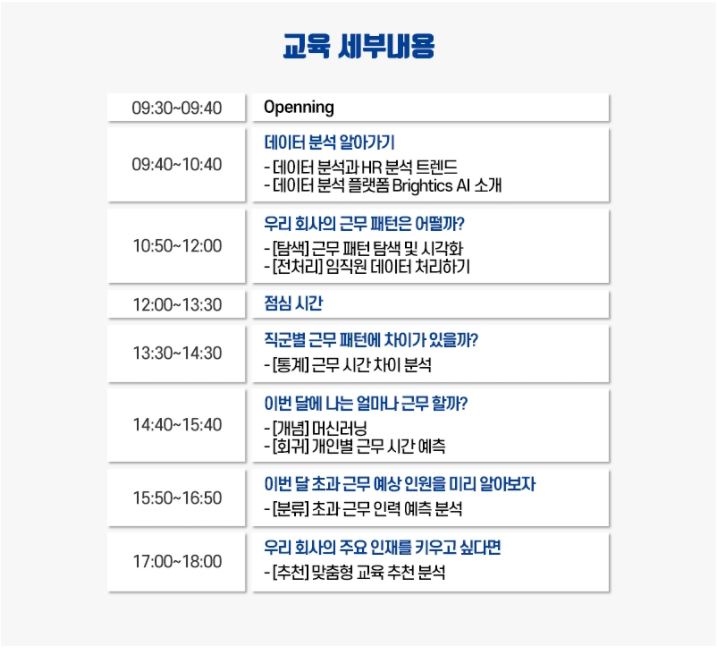 교육 세부내용
09:30~09:40
Openning
09:40~10:40
데이터 분석 알아가기
- 데이터 분석과 HR 분석 트렌드
- 데이터 분석 플랫폼 Brightics AI 소개
10:50~12:00
우리 회사의 근무 패턴은 어떨까?
- [탐색] 근무 패턴 탐색 및 시각화
- [전처리] 임직원 데이터 처리하기
12:00~13:30
점심 시간
13:30~14:30
직군별 근무 패턴에 차이가 있을까?
- [통계] 근무 시간 차이 분석
14:40~15:40
이번 달에 나는 얼마나 근무 할까?
- [개념] 머신러닝
- [회귀] 개인별 근무 시간 예측
15:50~16:50
이번 달 초과 근무 예상 인원을 미리 알아보자
- [분류] 초과 근무 인력 예측 분석
17:00~18:00
우리 회사의 주요 인재를 키우고 싶다면
- [추천] 맞춤형 교육 추천 분석